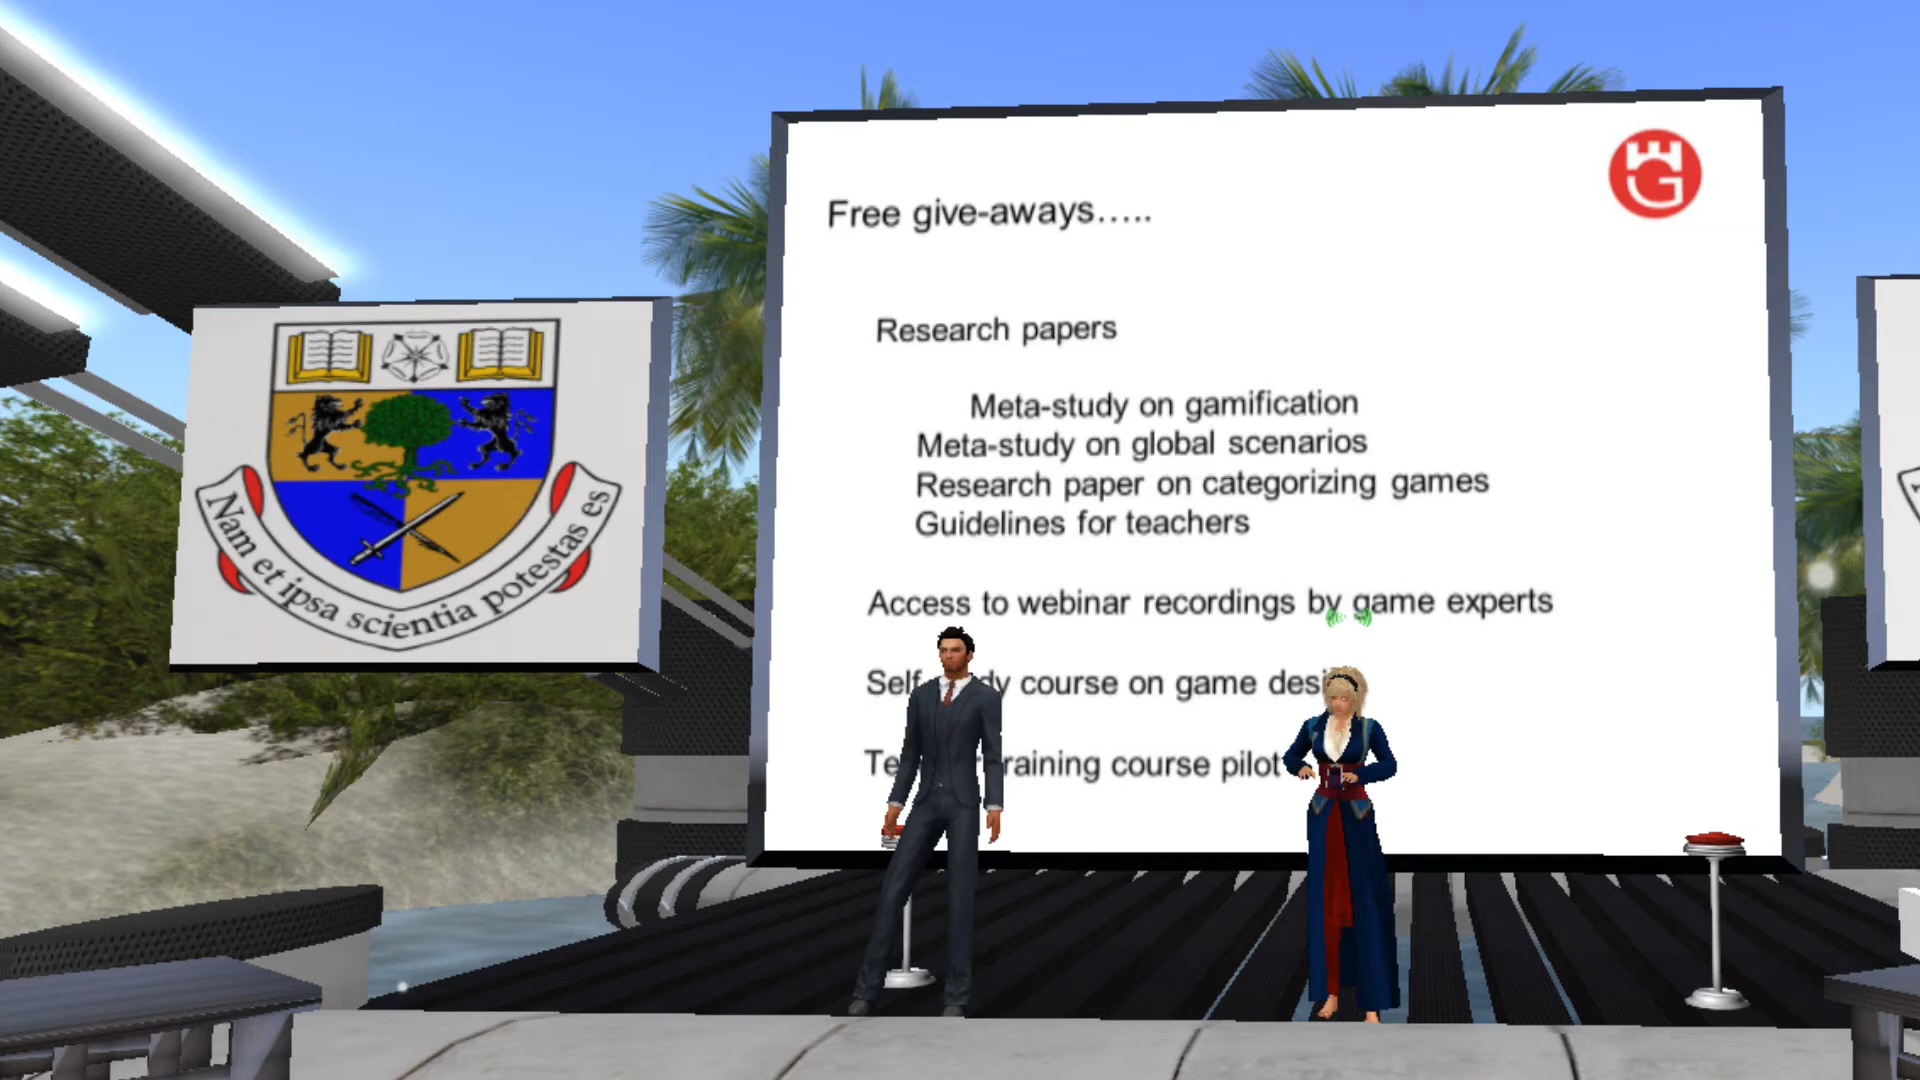 Free give-aways…..
Research papers
Meta-study on gamification
Meta-study on global scenarios
Research paper on categorizing games
Guidelines for teachers
Access to webinar recordings by game experts
course on game
course pilot
Nam et ipsa scientia potestas es